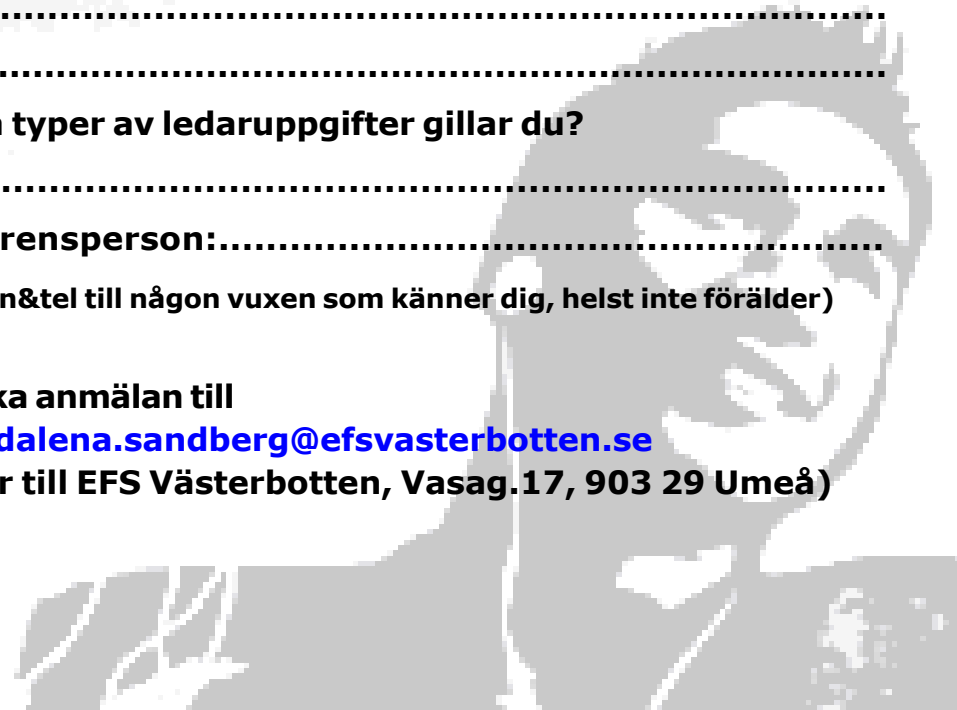 ........................................................................
........................................................................
n typer av ledaruppgifter gillar du?
........................................................................
rensperson:......................................................
n&tel till någon vuxen som känner dig, helst inte förälder)
ka anmälan till
dalena.sandberg@efsvasterbotten.se
r till EFS Västerbotten, Vasag.17, 903 29 Umeå)